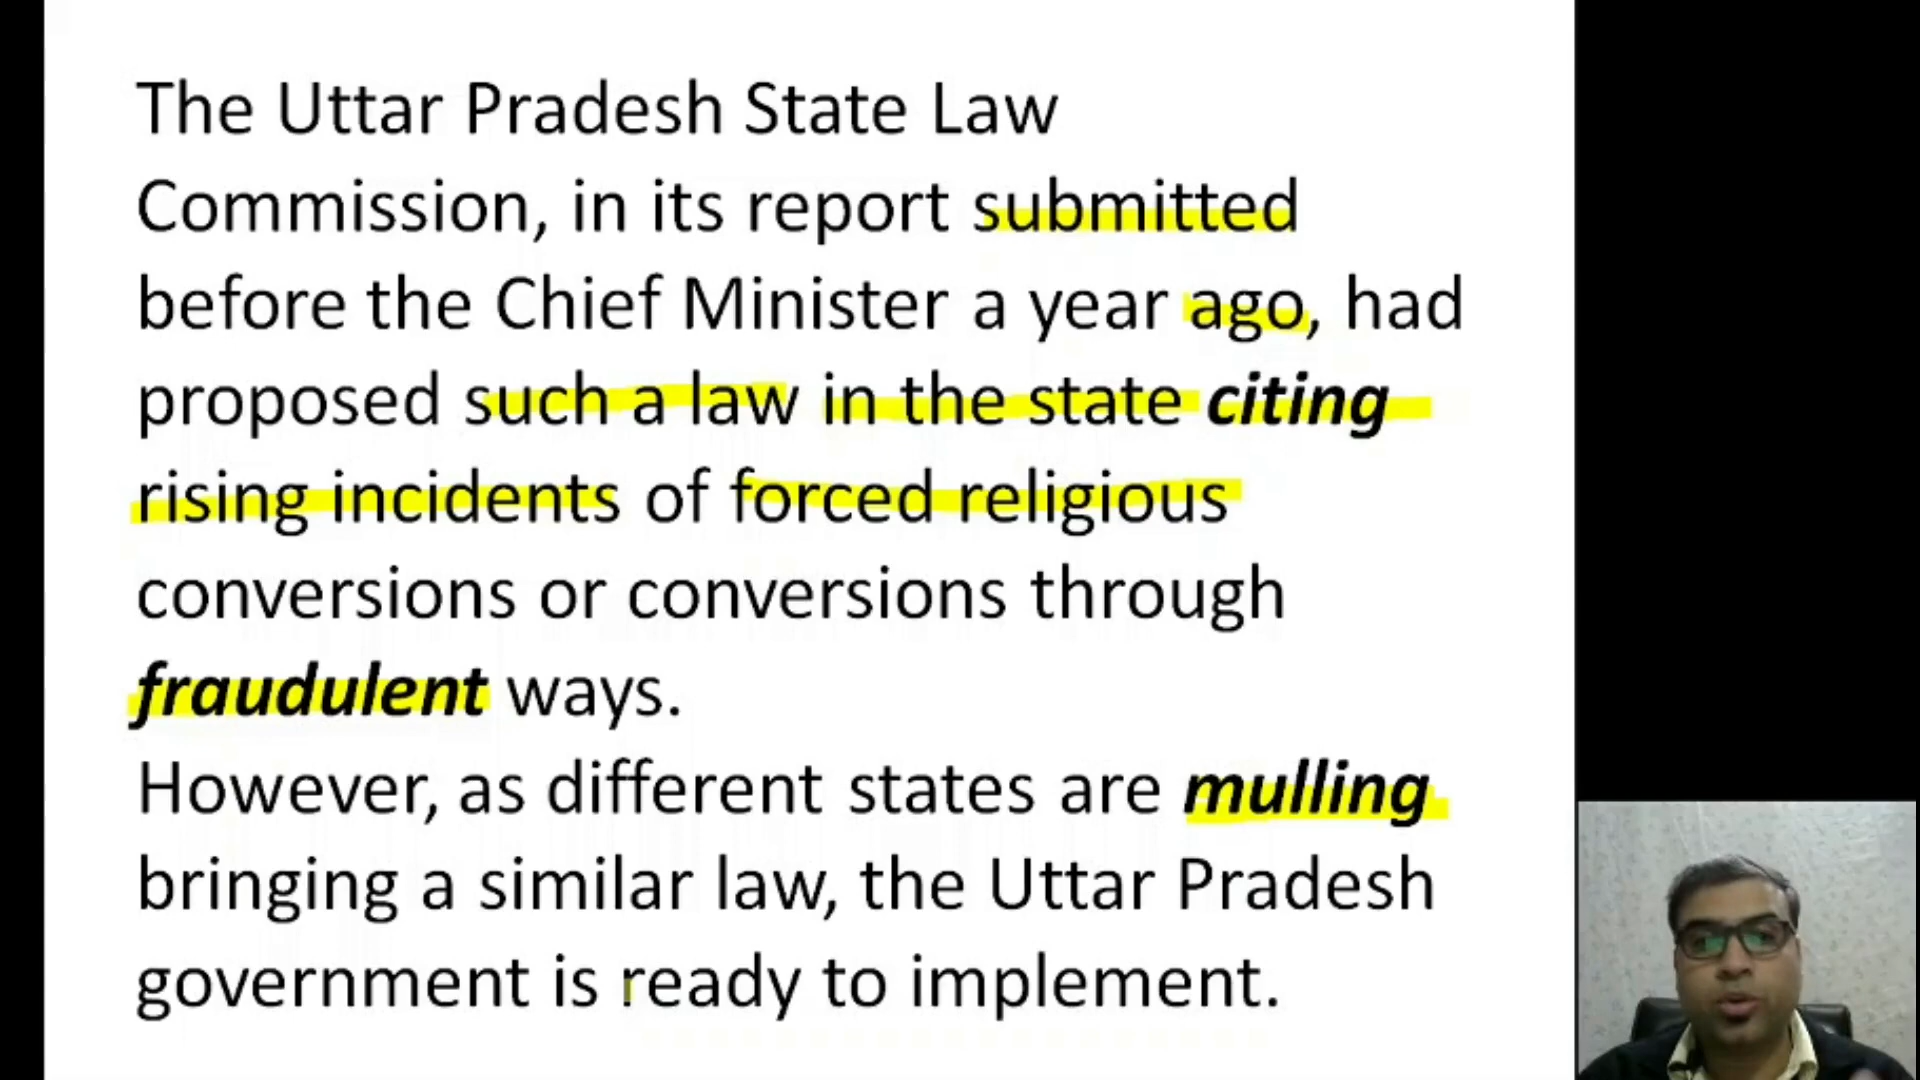 The Uttar Pradesh State Law
Commission, in its report submitted
before the Chief Minister a year ago, had
proposed such a law in the state citing
rising incidents of forced religious
conversions or conversions through
fraudulent ways.
However, as different states are mulling
bringing a similar law, the Uttar Pradesh
government is ready to implement.